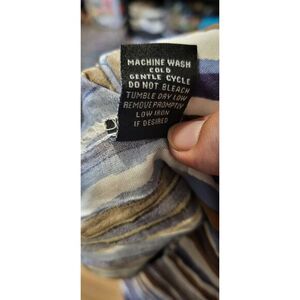 MACHINE WASH
COLD
GENTLE CYCLE
DO NOT BLEACH
TUMBLE DRY LOW
REMOVE PROMPTLY
LOW IRON
IF DESIRED